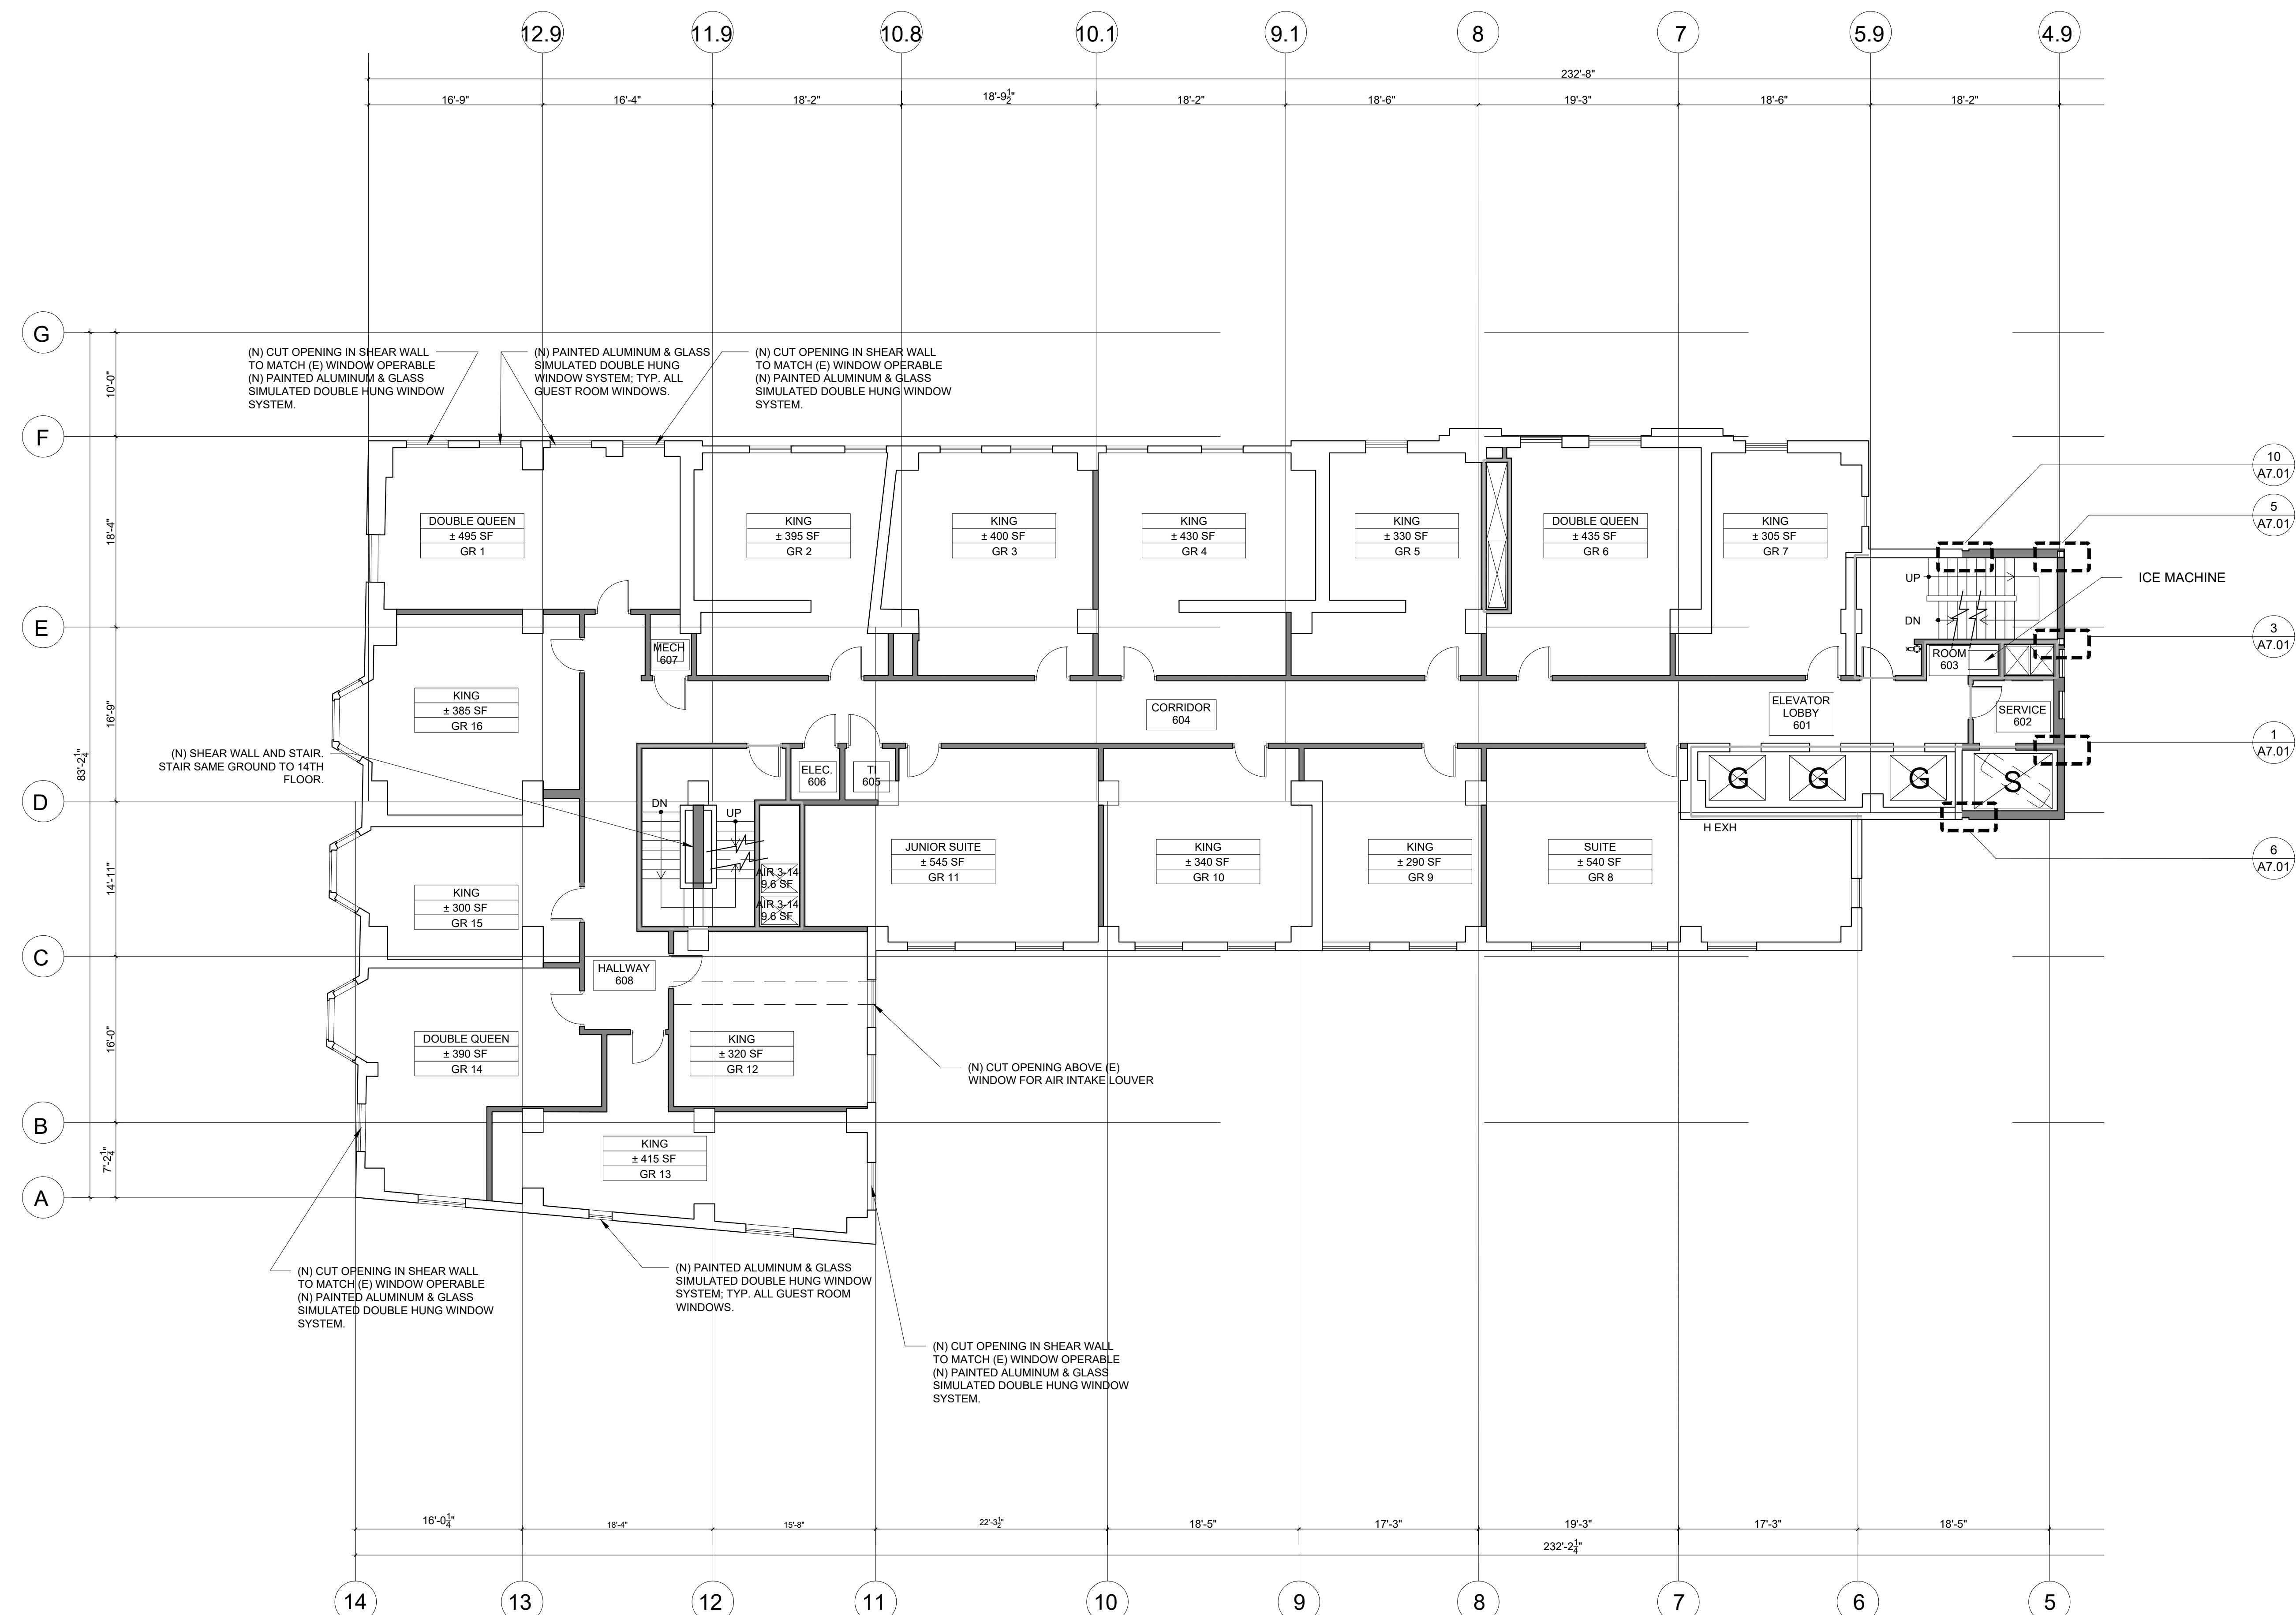 12.9
11.9
10.8
10.1
9.1
8
7
5.9
4.9
232'-8"
16'-9"
16'-4"
18'-2"
18'-9½"
18'-2"
18'-6"
19'-3"
18'-6"
18'-2"
G
F
E
D
C
B
A
10'-0"
18'-4"
16'-9"
14'-11"
16'-0"
7'-2¼"
83'-2¼"
(N) CUT OPENING IN SHEAR WALL
TO MATCH (E) WINDOW OPERABLE
(N) PAINTED ALUMINUM & GLASS
SIMULATED DOUBLE HUNG WINDOW
SYSTEM.
(N) PAINTED ALUMINUM & GLASS
SIMULATED DOUBLE HUNG
WINDOW SYSTEM; TYP. ALL
GUEST ROOM WINDOWS.
(N) CUT OPENING IN SHEAR WALL
TO MATCH (E) WINDOW OPERABLE
(N) PAINTED ALUMINUM & GLASS
SIMULATED DOUBLE HUNG WINDOW
SYSTEM.
DOUBLE QUEEN
± 495 SF
GR 1
KING
± 395 SF
GR 2
KING
± 400 SF
GR 3
KING
± 430 SF
GR 4
KING
± 330 SF
GR 5
DOUBLE QUEEN
± 435 SF
GR 6
KING
± 305 SF
GR 7
10
A7.01
5
A7.01
ICE MACHINE
UP
DN
3
A7.01
ROOM
603
MECH
607
KING
± 385 SF
GR 16
CORRIDOR
604
ELEVATOR
LOBBY
601
SERVICE
602
1
A7.01
(N) SHEAR WALL AND STAIR.
STAIR SAME GROUND TO 14TH
FLOOR.
ELEC.
606
TI
605
G
G
G
S
DN
UP
H EXH
6
A7.01
AIR 3-14
9.6 SF
AIR 3-14
9.6 SF
JUNIOR SUITE
± 545 SF
GR 11
KING
± 340 SF
GR 10
KING
± 290 SF
GR 9
SUITE
± 540 SF
GR 8
KING
± 300 SF
GR 15
HALLWAY
608
DOUBLE QUEEN
± 390 SF
GR 14
KING
± 320 SF
GR 12
(N) CUT OPENING ABOVE (E)
WINDOW FOR AIR INTAKE LOUVER
KING
± 415 SF
GR 13
(N) CUT OPENING IN SHEAR WALL
TO MATCH (E) WINDOW OPERABLE
(N) PAINTED ALUMINUM & GLASS
SIMULATED DOUBLE HUNG WINDOW
SYSTEM.
(N) PAINTED ALUMINUM & GLASS
SIMULATED DOUBLE HUNG WINDOW
SYSTEM; TYP. ALL GUEST ROOM
WINDOWS.
(N) CUT OPENING IN SHEAR WALL
TO MATCH (E) WINDOW OPERABLE
(N) PAINTED ALUMINUM & GLASS
SIMULATED DOUBLE HUNG WINDOW
SYSTEM.
16'-0¼"
18'-4"
15'-8"
22'-3½"
18'-5"
17'-3"
19'-3"
17'-3"
18'-5"
232'-2¼"
14
13
12
11
10
9
8
7
6
5